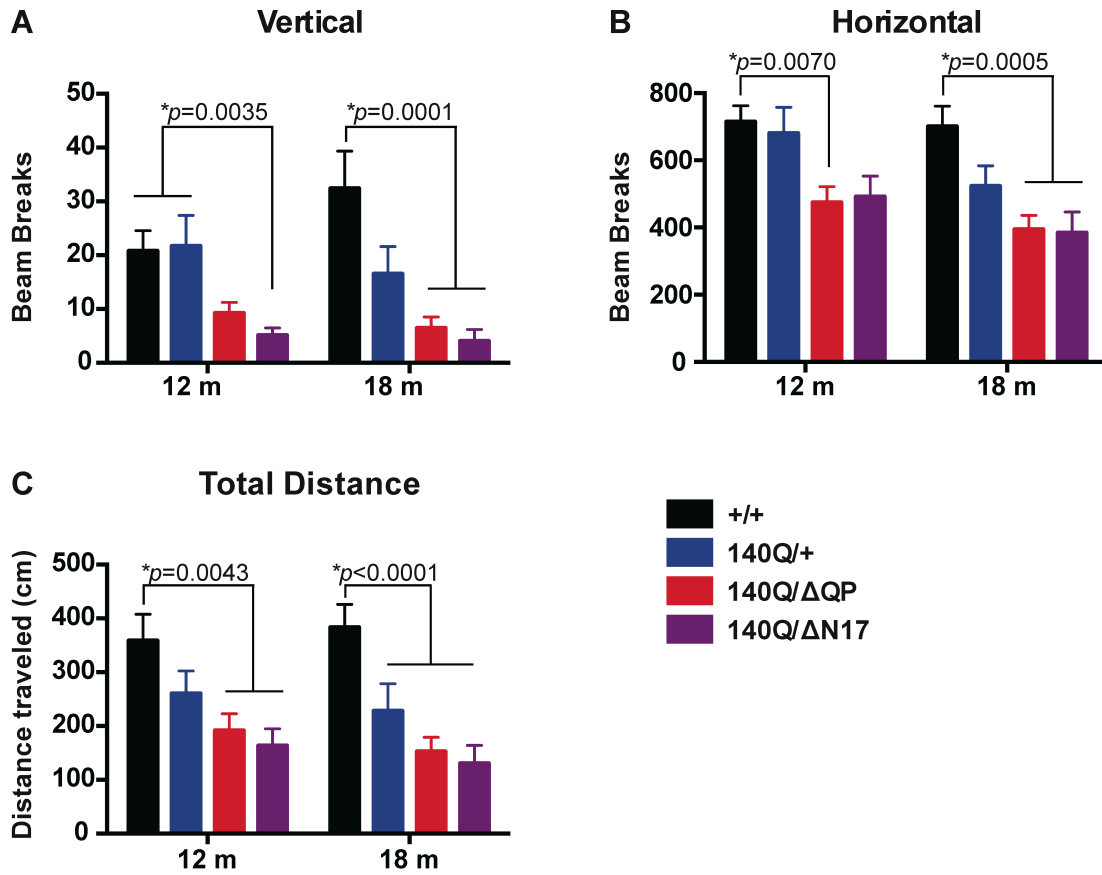 A Vertical
Beam Breaks
50
40
30
20
10
0
*p=0.0035
*p=0.0001
12 m
18 m
B Horizontal
Beam Breaks
800
600
400
200
0
*p=0.0070
*p=0.0005
12 m
18 m
C Total Distance
Distance traveled (cm)
500
400
300
200
100
0
*p=0.0043
*p<0.0001
12 m
18 m
+/+
140Q/+
140Q/ΔQP
140Q/ΔN17